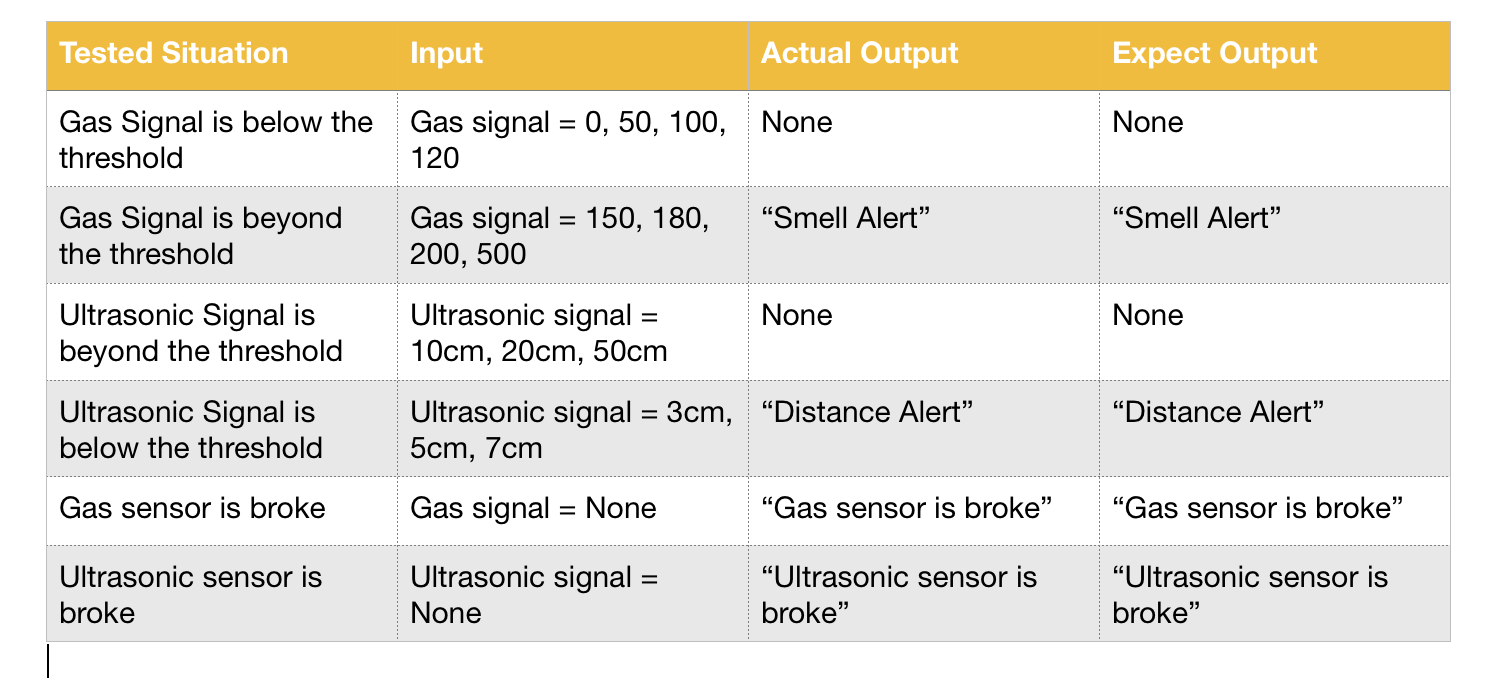 Tested Situation Input Actual Output Expect Output
Gas Signal is below the Gas signal = 0, 50, 100, None None
threshold 120
Gas Signal is beyond Gas signal = 150, 180, “Smell Alert” “Smell Alert”
the threshold 200, 500
Ultrasonic Signal is Ultrasonic signal = None None
beyond the threshold 10cm, 20cm, 50cm
Ultrasonic Signal is Ultrasonic signal = 3cm, “Distance Alert” “Distance Alert”
below the threshold 5cm, 7cm
Gas sensor is broke Gas signal = None “Gas sensor is broke” “Gas sensor is broke”
Ultrasonic sensor is Ultrasonic signal = “Ultrasonic sensor is “Ultrasonic sensor is
broke None broke” broke”